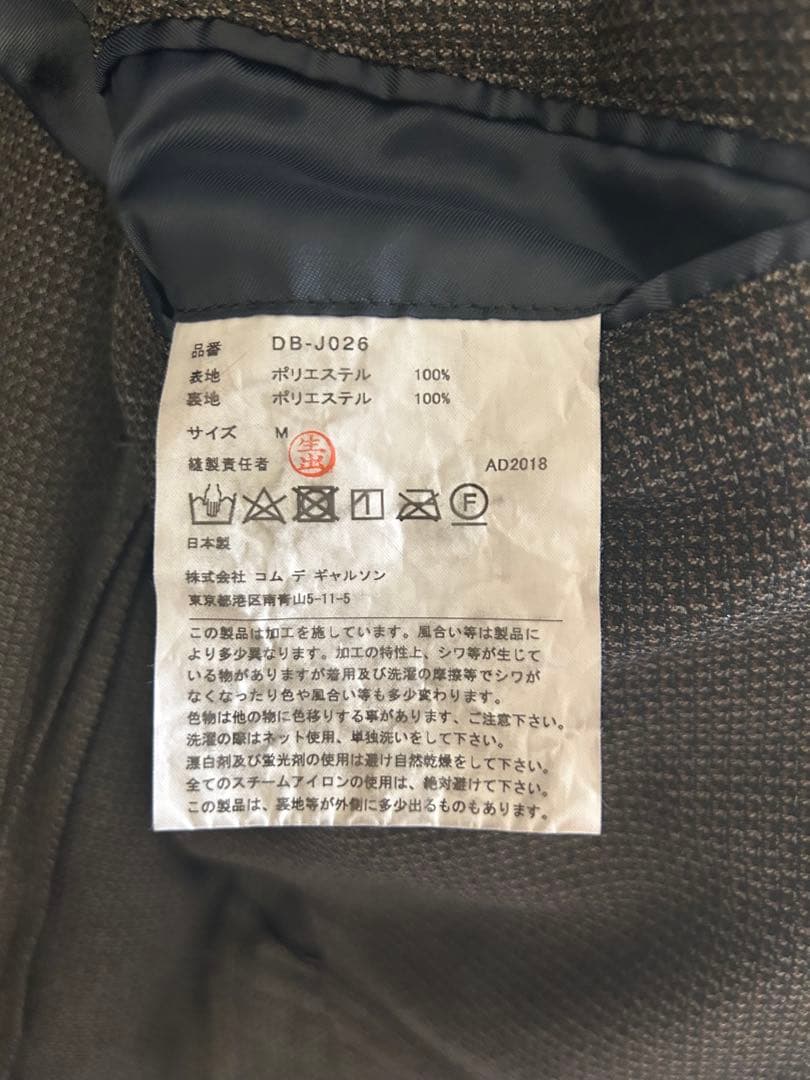 品番 DB-J026
表地 ポリエステル 100%
裏地 ポリエステル 100%
サイズ M
生出
縫製責任者 AD2018
F
日本製
株式会社 コム デ ギャルソン
東京都港区南青山5-11-5
この製品は加工を施しています。風合い等は製品に
より多少異なります。加工の特性上、シワ等が生じて
いる物がありますが着用及び洗濯の摩擦等でシワが
なくなったり色や風合い等も多少変わります。
色物は他の物に色移りする事があります、ご注意下さい。
洗濯の際はネット使用、単独洗いをして下さい。
漂白剤及び蛍光剤の使用は避け自然乾燥をして下さい。
全てのスチームアイロンの使用は、絶対避けて下さい。
この製品は、裏地等が外側に多少出るものもあります。